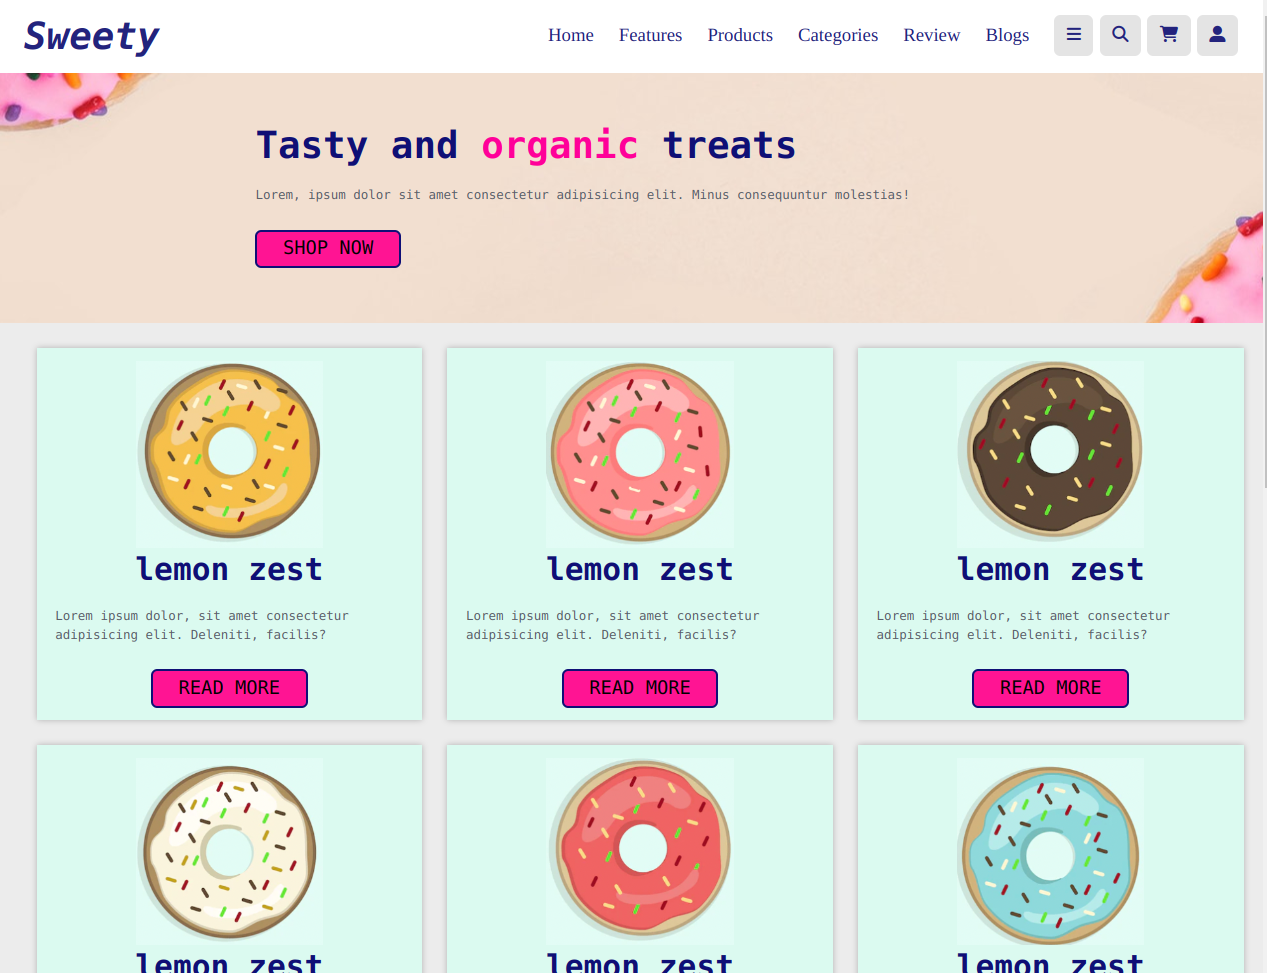 Sweety
Home Features Products Categories Review Blogs
Tasty and organic treats
Lorem, ipsum dolor sit amet consectetur adipisicing elit. Minus consequuntur molestias!
SHOP NOW
lemon zest
Lorem ipsum dolor, sit amet consectetur
adipisicing elit. Deleniti, facilis?
READ MORE
lemon zest
Lorem ipsum dolor, sit amet consectetur
adipisicing elit. Deleniti, facilis?
READ MORE
lemon zest
Lorem ipsum dolor, sit amet consectetur
adipisicing elit. Deleniti, facilis?
READ MORE
lemon zest
lemon zest
lemon zest